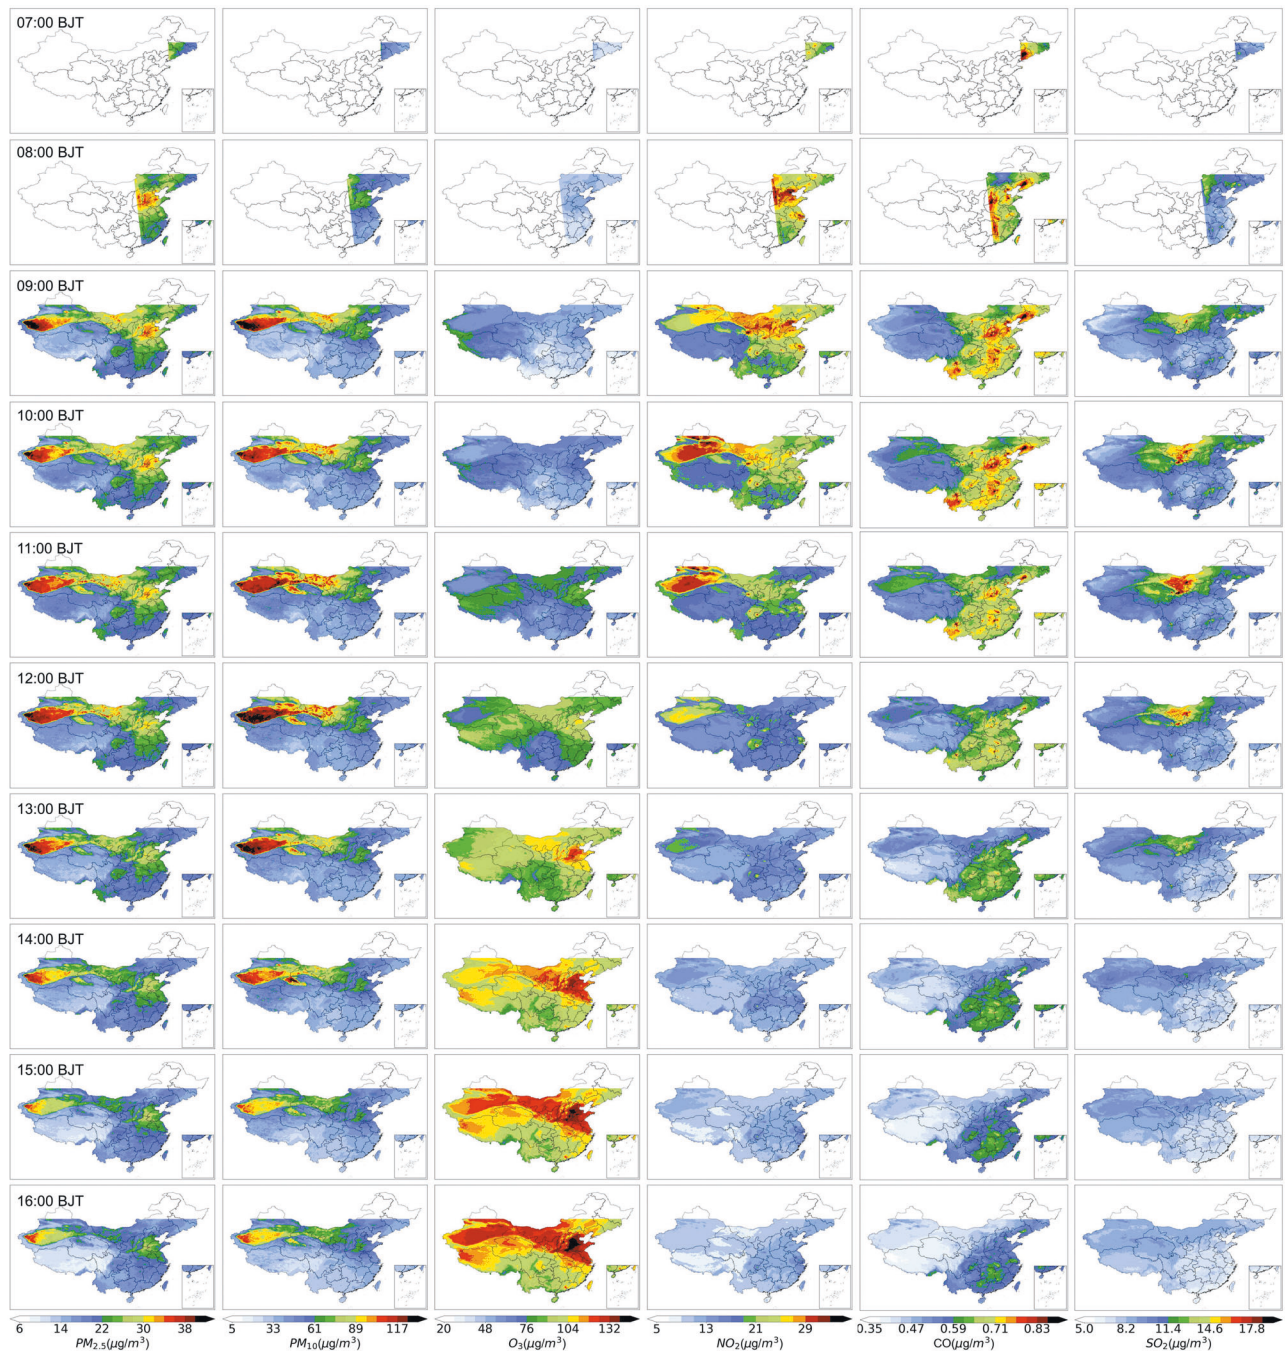 07:00 BJT
08:00 BJT
09:00 BJT
10:00 BJT
11:00 BJT
12:00 BJT
13:00 BJT
14:00 BJT
15:00 BJT
16:00 BJT
6 14 22 30 38 5 33 61 89 117 20 48 76 104 132 5 13 21 29 0.35 0.47 0.59 0.71 0.83 5.0 8.2 11.4 14.6 17.8
PM2.5(μg/m³) PM10(μg/m³) O3(μg/m³) NO2(μg/m³) CO(μg/m³) SO2(μg/m³)